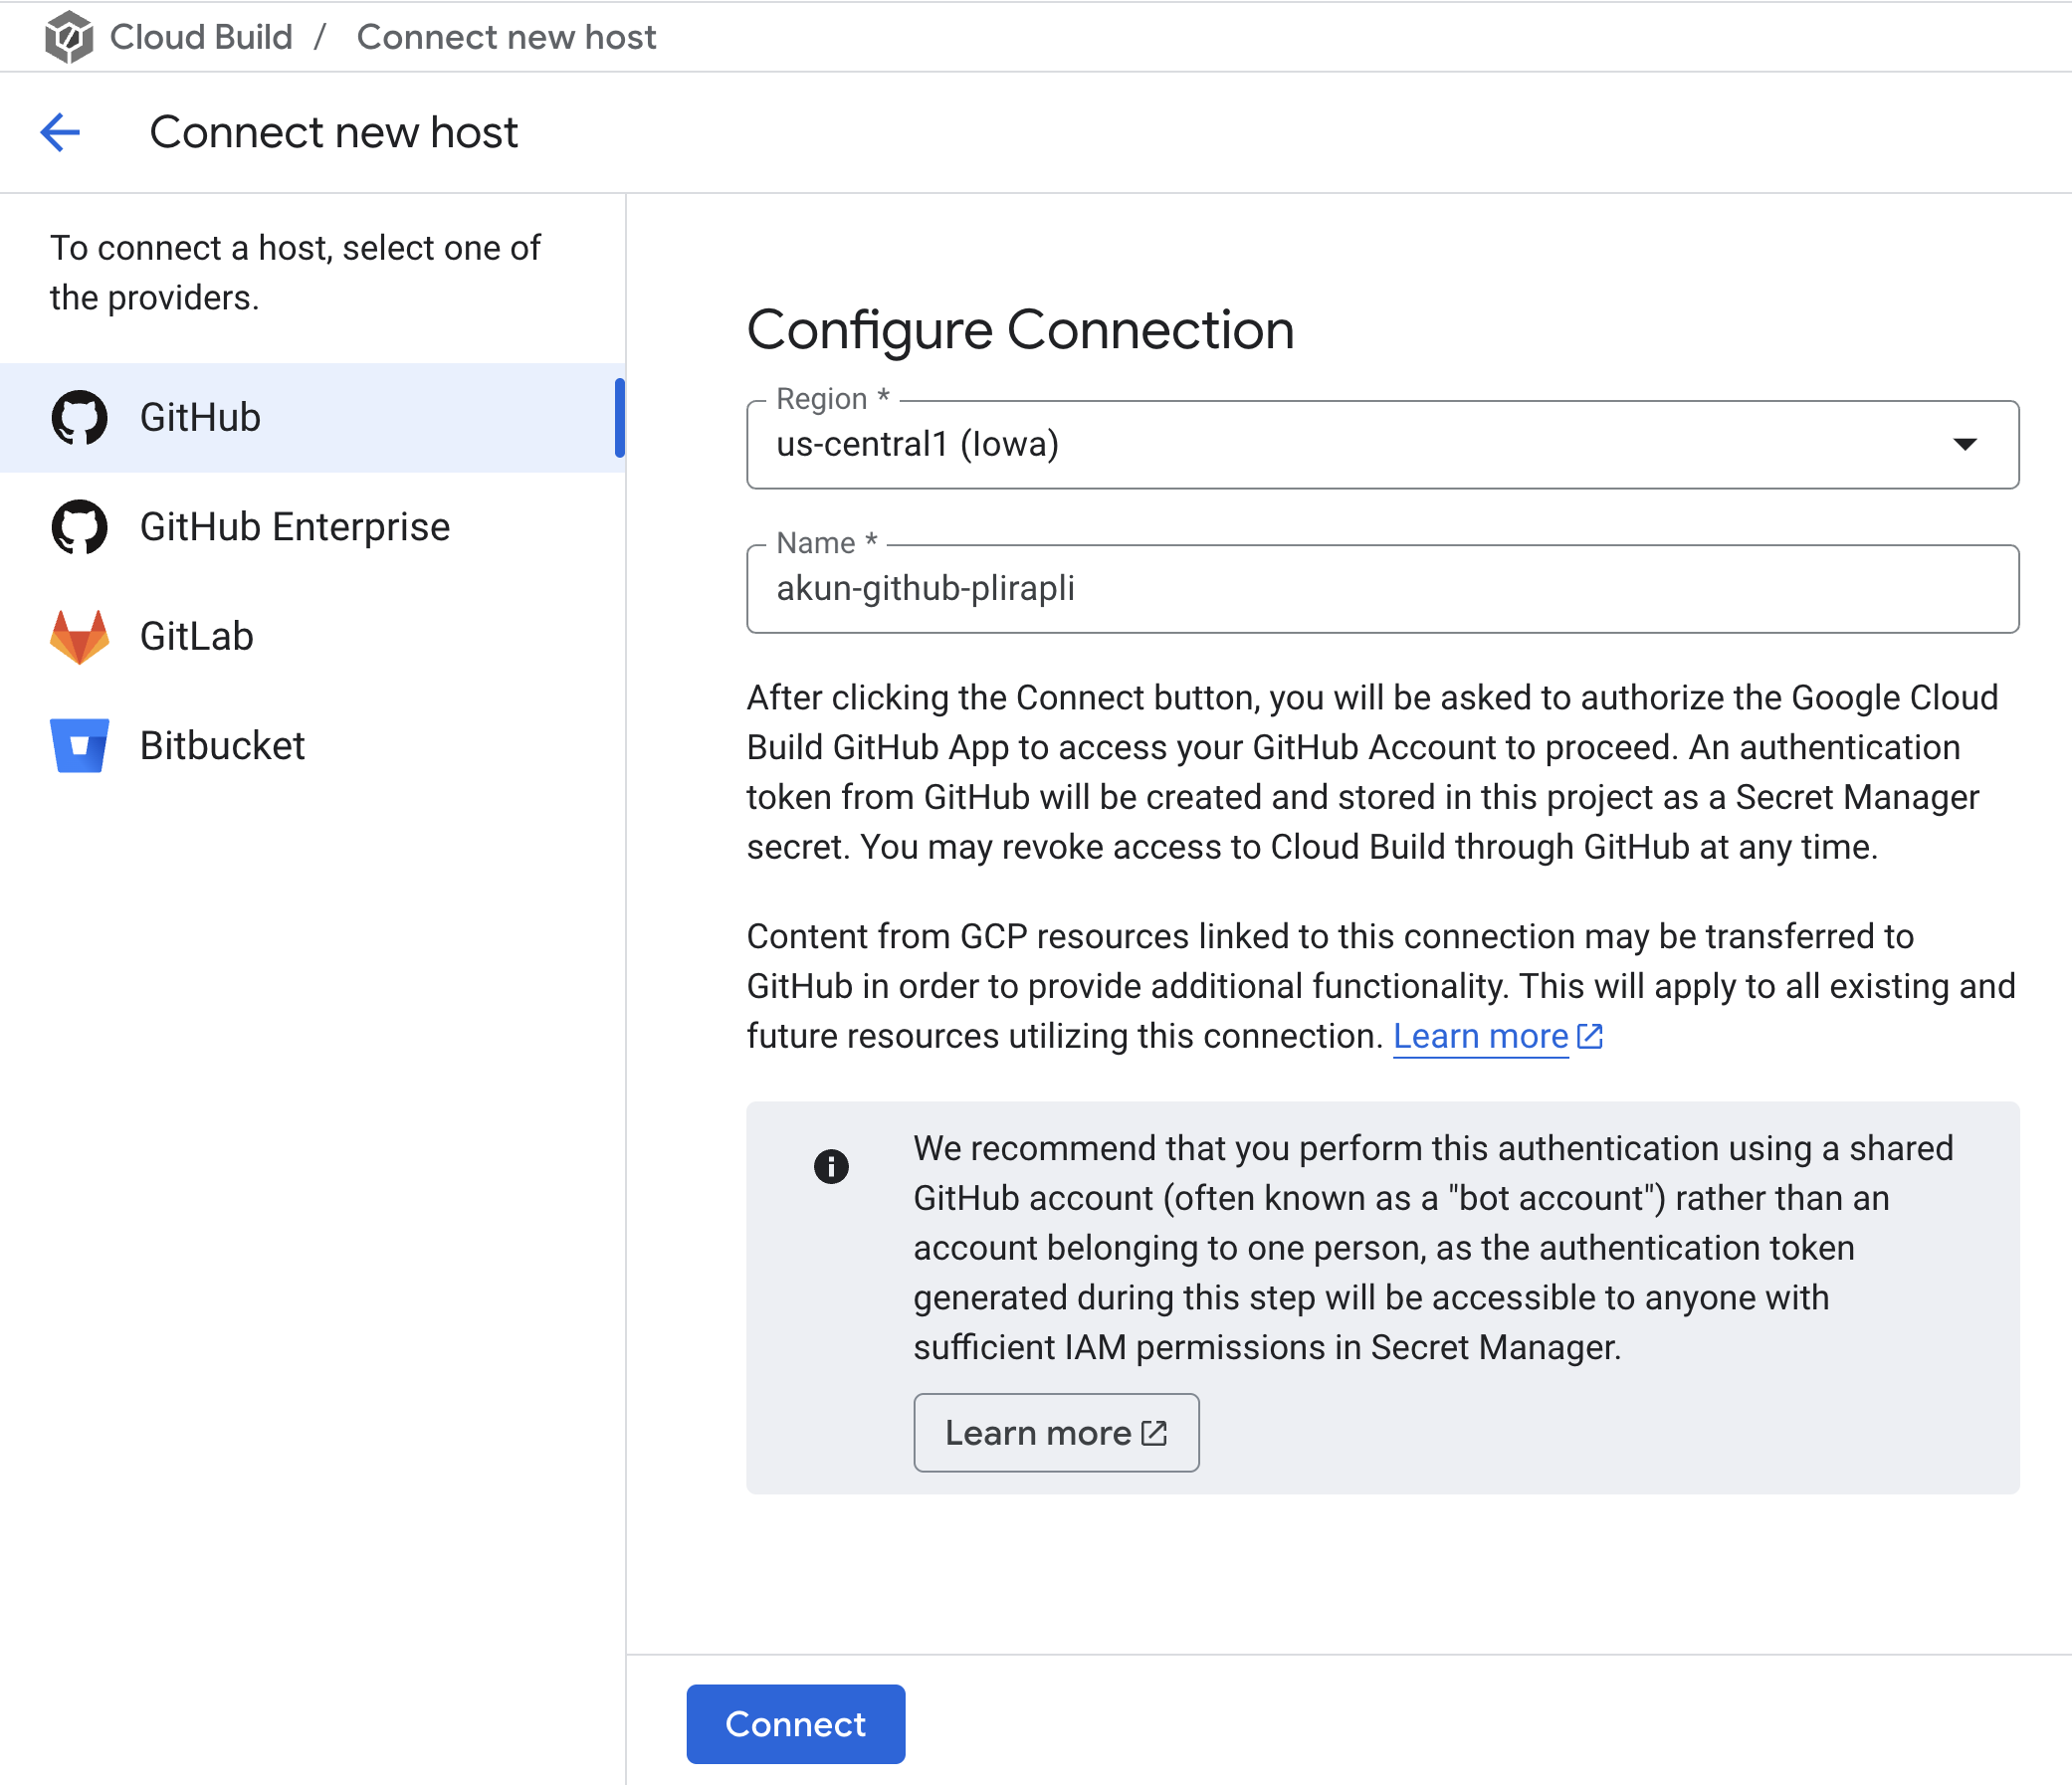 Cloud Build / Connect new host
Connect new host
To connect a host, select one of
the providers.
GitHub
GitHub Enterprise
GitLab
Bitbucket
Configure Connection
Region *
us-central1 (Iowa)
Name *
akun-github-plirapli
After clicking the Connect button, you will be asked to authorize the Google Cloud
Build GitHub App to access your GitHub Account to proceed. An authentication
token from GitHub will be created and stored in this project as a Secret Manager
secret. You may revoke access to Cloud Build through GitHub at any time.
Content from GCP resources linked to this connection may be transferred to
GitHub in order to provide additional functionality. This will apply to all existing and
future resources utilizing this connection. Learn more
We recommend that you perform this authentication using a shared
GitHub account (often known as a "bot account") rather than an
account belonging to one person, as the authentication token
generated during this step will be accessible to anyone with
sufficient IAM permissions in Secret Manager.
Learn more
Connect